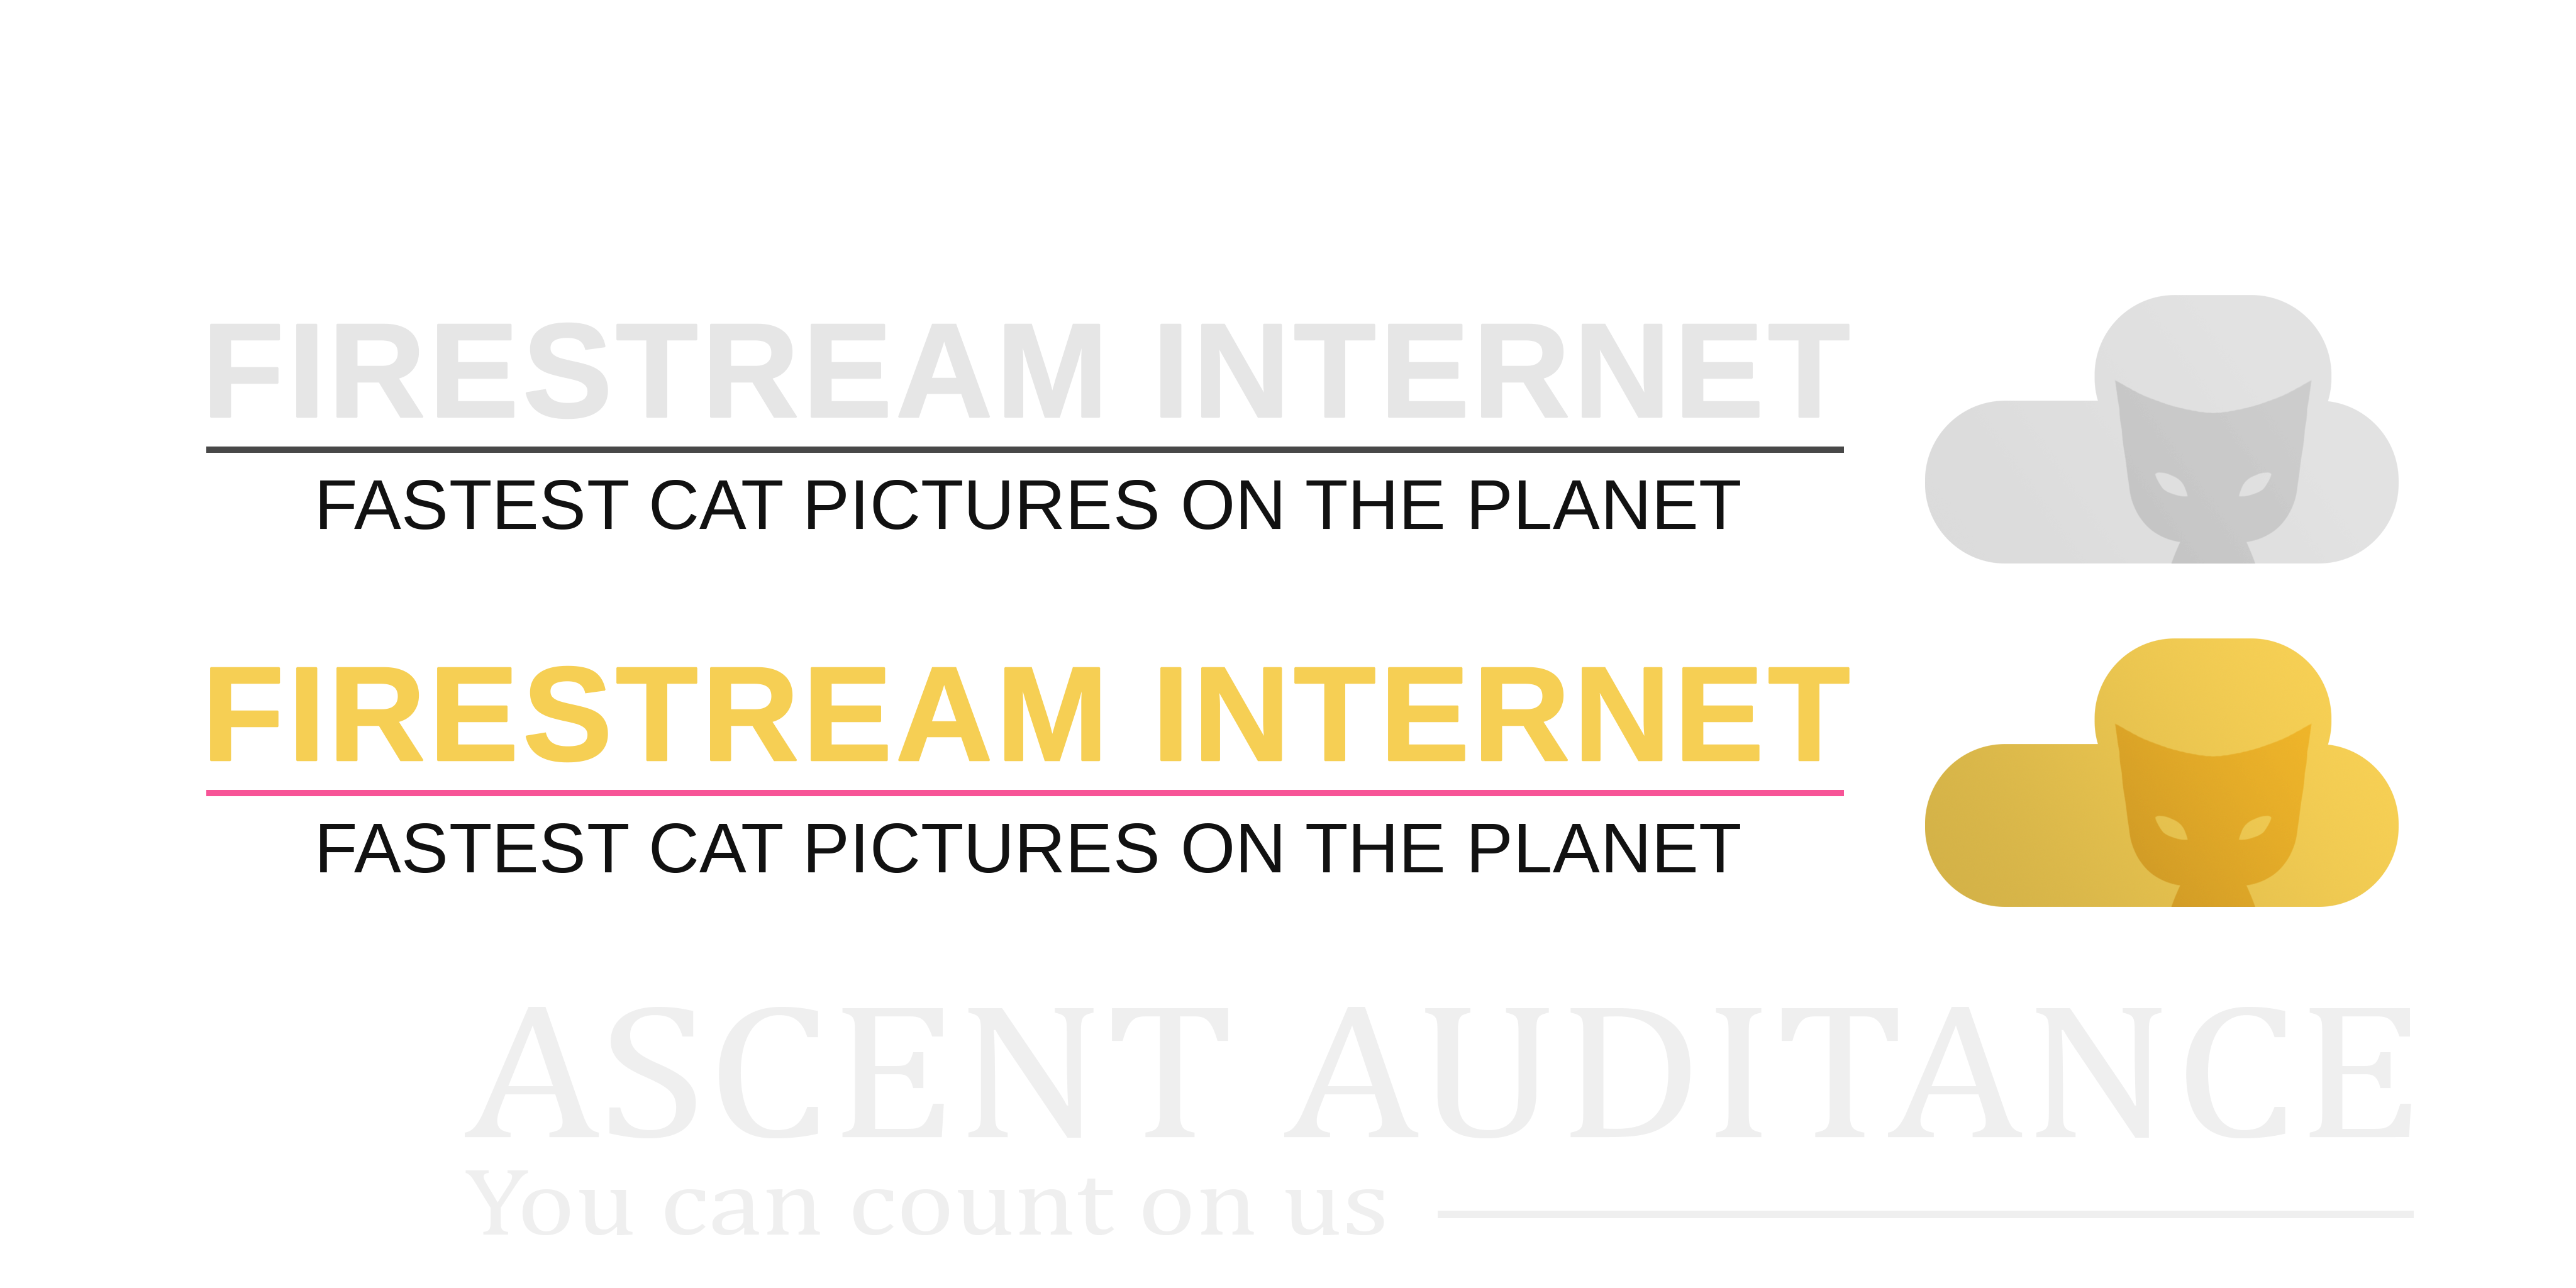 FIRESTREAM INTERNET
FASTEST CAT PICTURES ON THE PLANET
FIRESTREAM INTERNET
FASTEST CAT PICTURES ON THE PLANET
ASCENT AUDITANCE
You can count on us